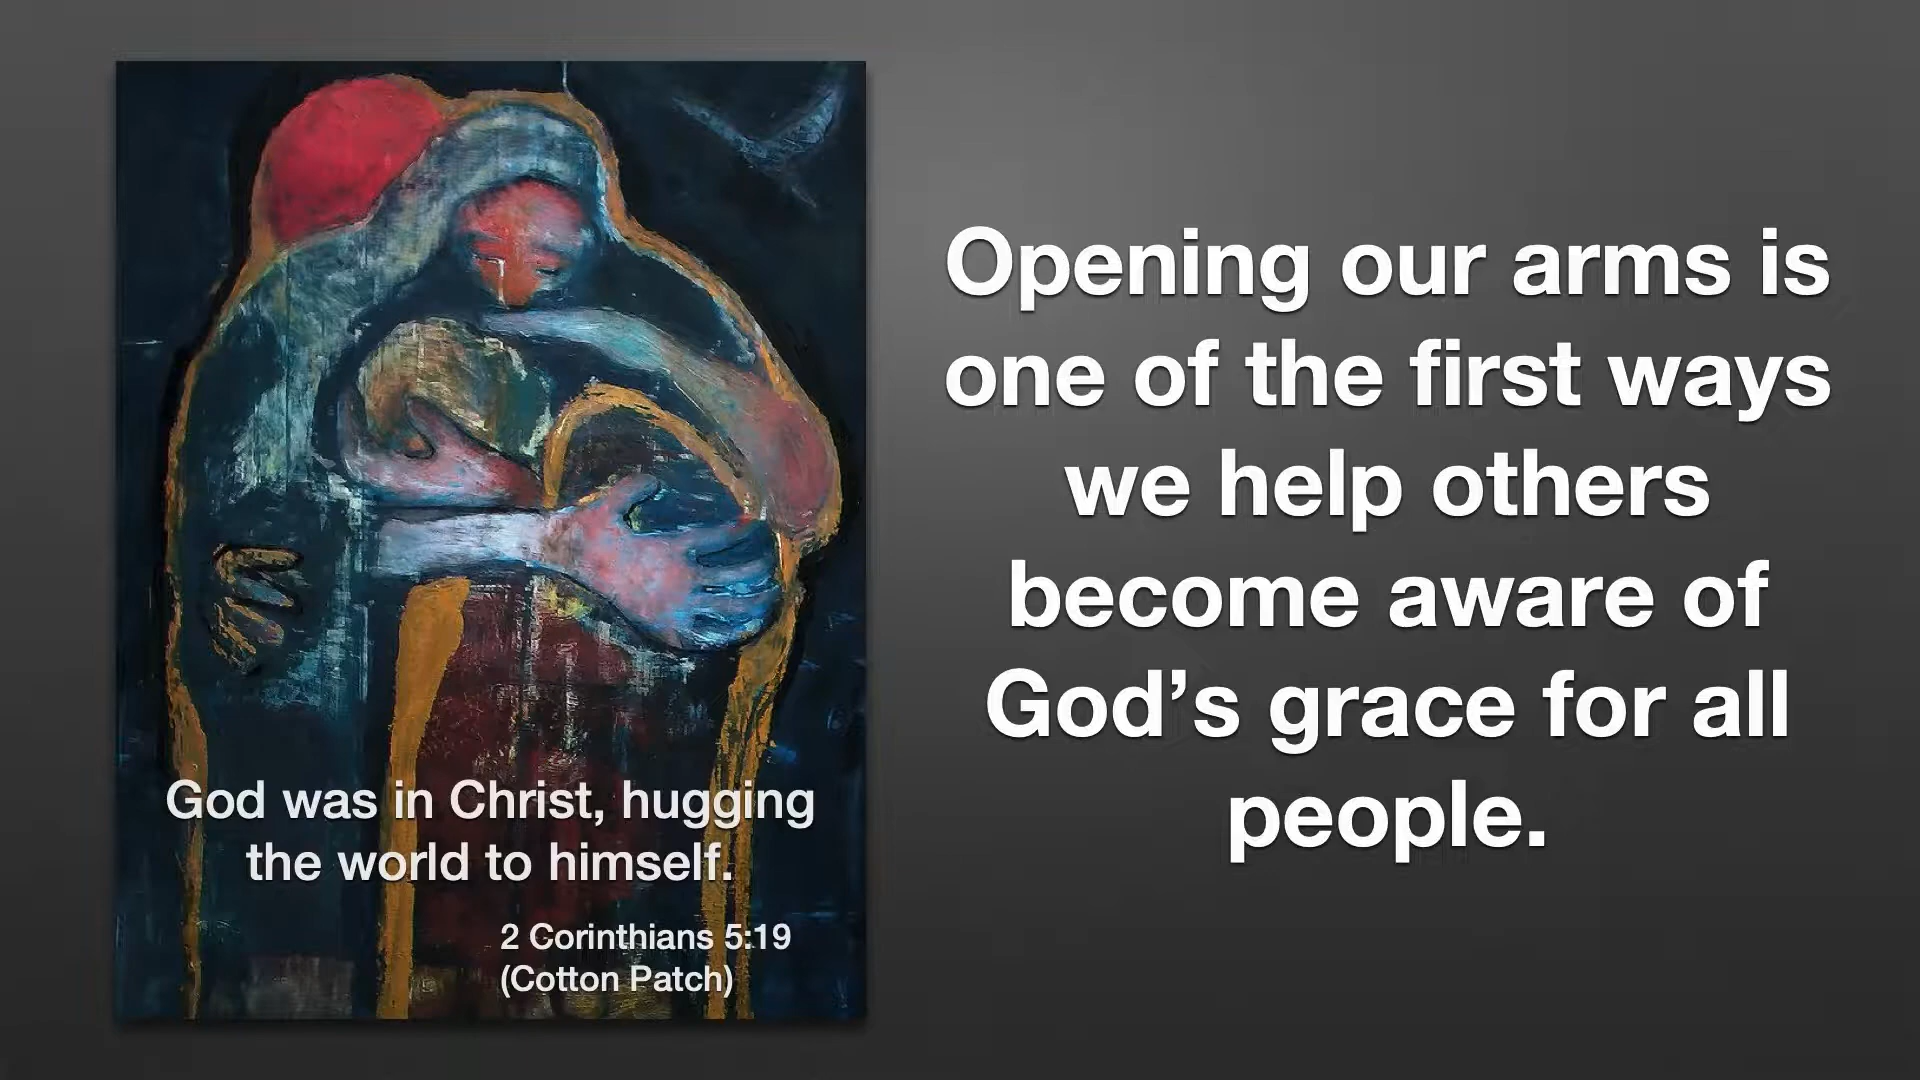 God was in Christ, hugging
the world to himself.
2 Corinthians 5:19
(Cotton Patch)
Opening our arms is
one of the first ways
we help others
become aware of
God’s grace for all
people.